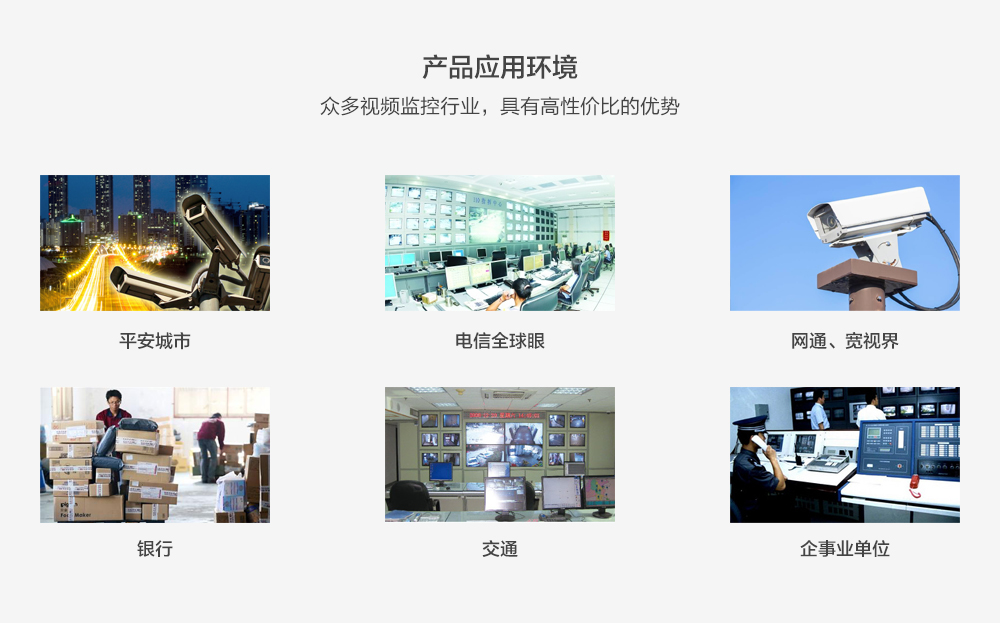 产品应用环境
众多视频监控行业，具有高性价比的优势
平安城市
电信全球眼
网通、宽视界
银行
交通
企事业单位